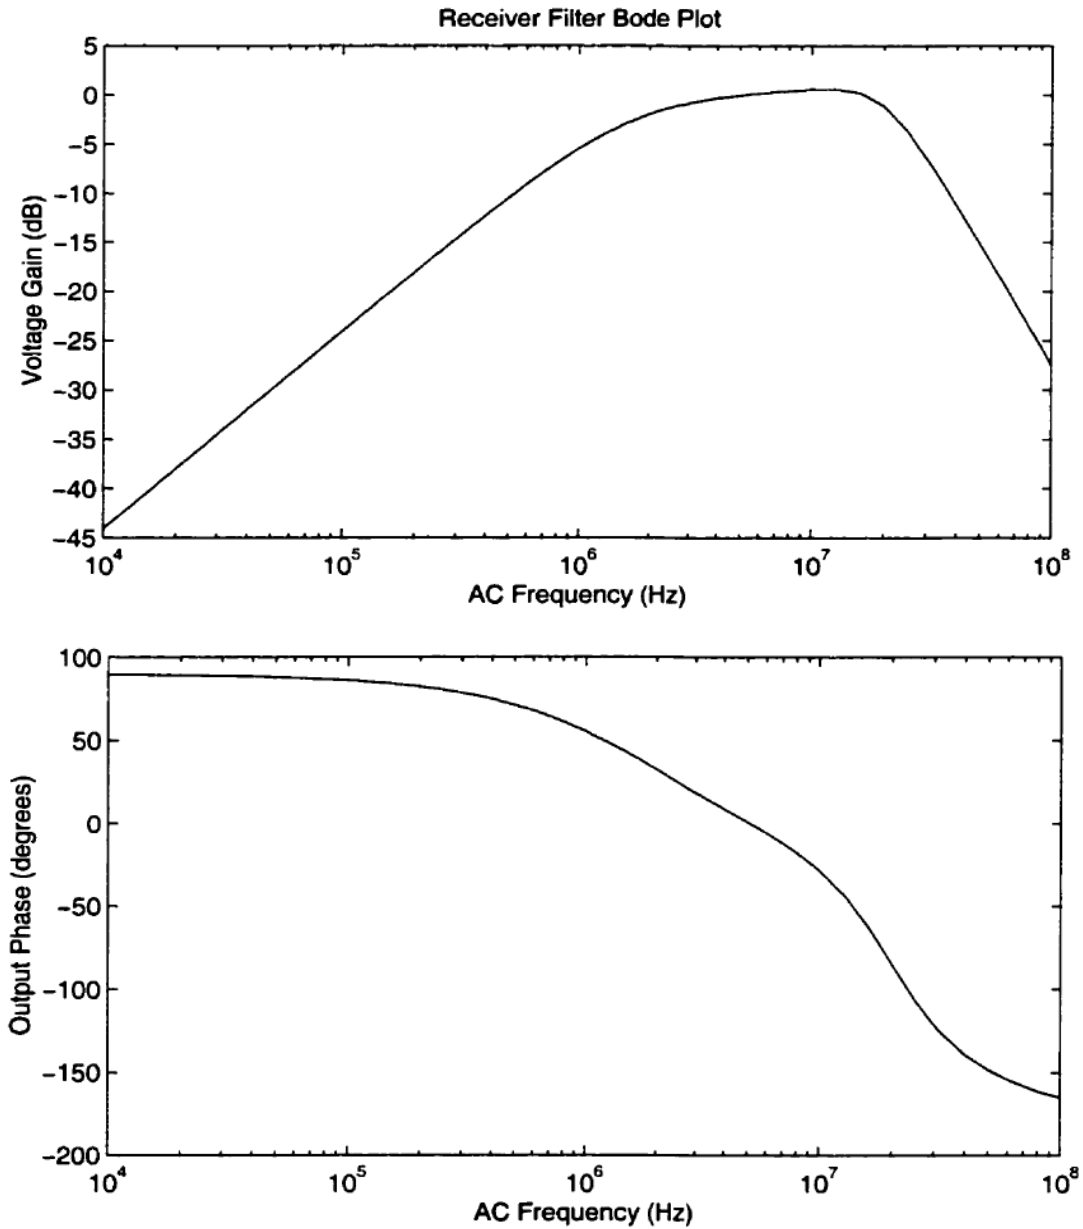 Receiver Filter Bode Plot
5
0
−5
−10
−15
−20
−25
−30
−35
−40
−45
Voltage Gain (dB)
10⁴ 10⁵ 10⁶ 10⁷ 10⁸
AC Frequency (Hz)
100
50
0
−50
−100
−150
−200
Output Phase (degrees)
10⁴ 10⁵ 10⁶ 10⁷ 10⁸
AC Frequency (Hz)